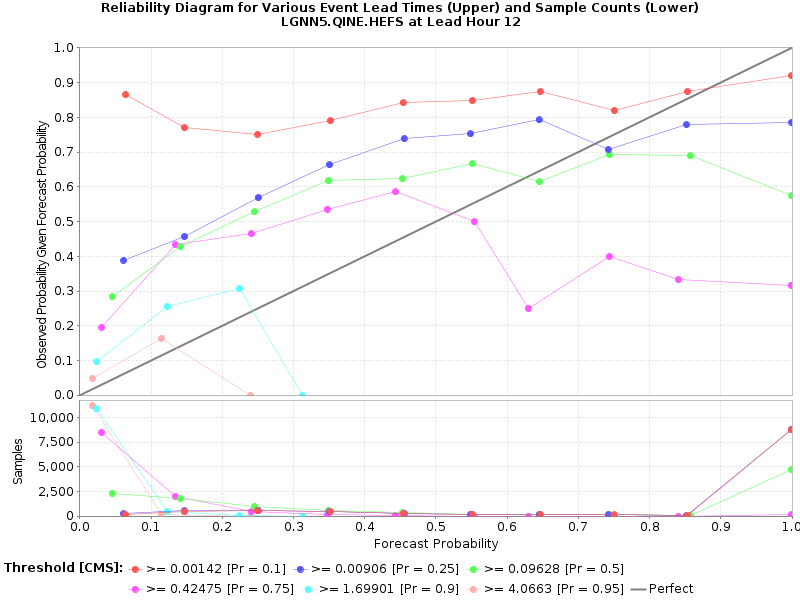 Reliability Diagram for Various Event Lead Times (Upper) and Sample Counts (Lower)
LGNN5.QINE.HEFS at Lead Hour 12
Observed Probability Given Forecast Probability
1.0
0.9
0.8
0.7
0.6
0.5
0.4
0.3
0.2
0.1
0.0
Samples
10,000
7,500
5,000
2,500
0
0.0 0.1 0.2 0.3 0.4 0.5 0.6 0.7 0.8 0.9 1.0
Forecast Probability
Threshold [CMS]: >= 0.00142 [Pr = 0.1] >= 0.00906 [Pr = 0.25] >= 0.09628 [Pr = 0.5]
>= 0.42475 [Pr = 0.75] >= 1.69901 [Pr = 0.9] >= 4.0663 [Pr = 0.95] Perfect